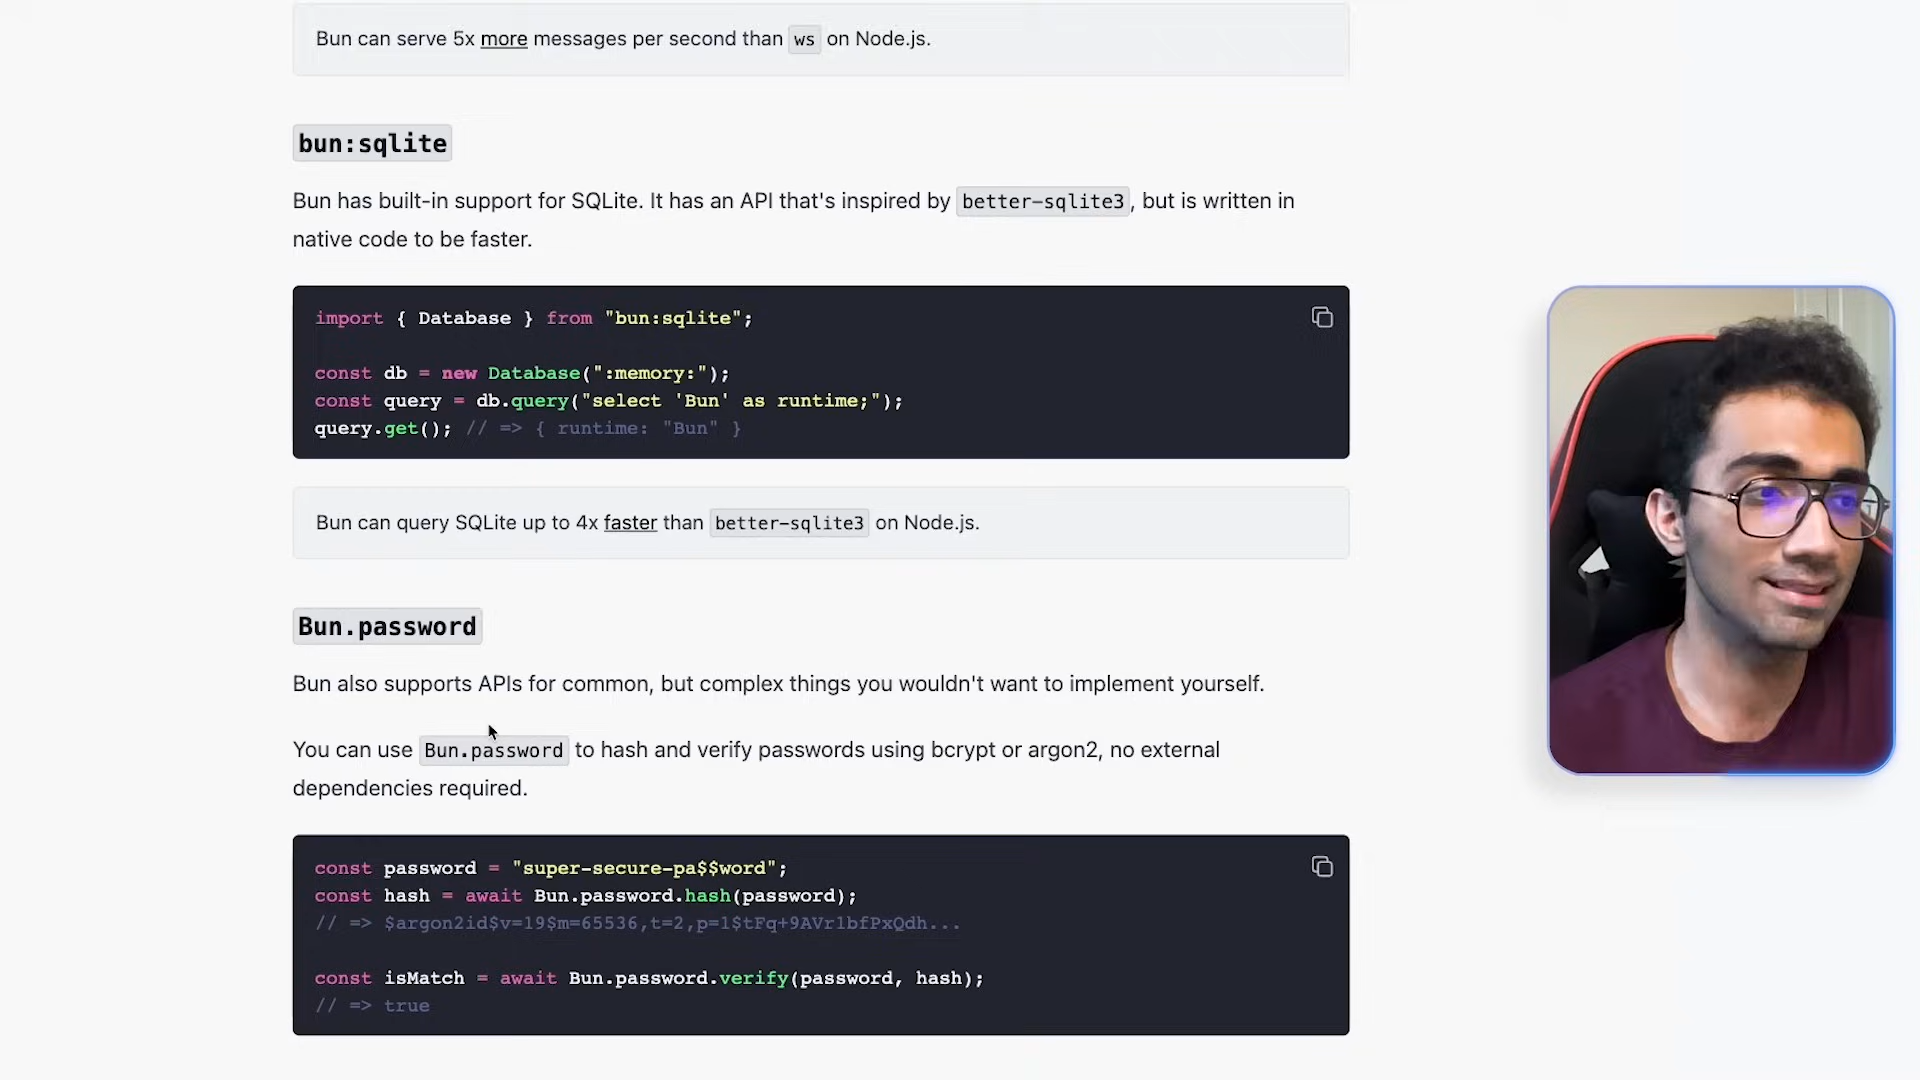 Bun can serve 5x more messages per second than ws on Node.js.
bun:sqlite
Bun has built-in support for SQLite. It has an API that's inspired by better-sqlite3, but is written in
native code to be faster.
import { Database } from "bun:sqlite";
const db = new Database(":memory:");
const query = db.query("select 'Bun' as runtime;");
query.get(); // => { runtime: "Bun" }
Bun can query SQLite up to 4x faster than better-sqlite3 on Node.js.
Bun.password
Bun also supports APIs for common, but complex things you wouldn't want to implement yourself.
You can use Bun.password to hash and verify passwords using bcrypt or argon2, no external
dependencies required.
const password = "super-secure-pa$$word";
const hash = await Bun.password.hash(password);
// => $argon2id$v=19$m=65536,t=2,p=1$tFq+9AVr1bfPxQdh...
const isMatch = await Bun.password.verify(password, hash);
// => true